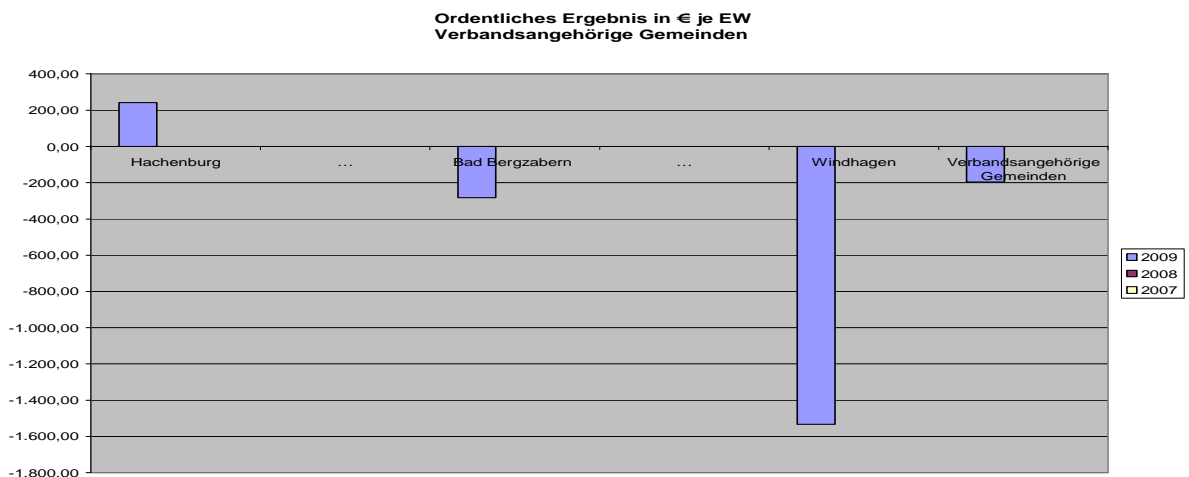 Ordentliches Ergebnis in € je EW
Verbandsangehörige Gemeinden
400,00
200,00
0,00
-200,00
-400,00
-600,00
-800,00
-1.000,00
-1.200,00
-1.400,00
-1.600,00
-1.800,00
Hachenburg
...
Bad Bergzabern
...
Windhagen
Verbandsangehörige
Gemeinden
2009
2008
2007